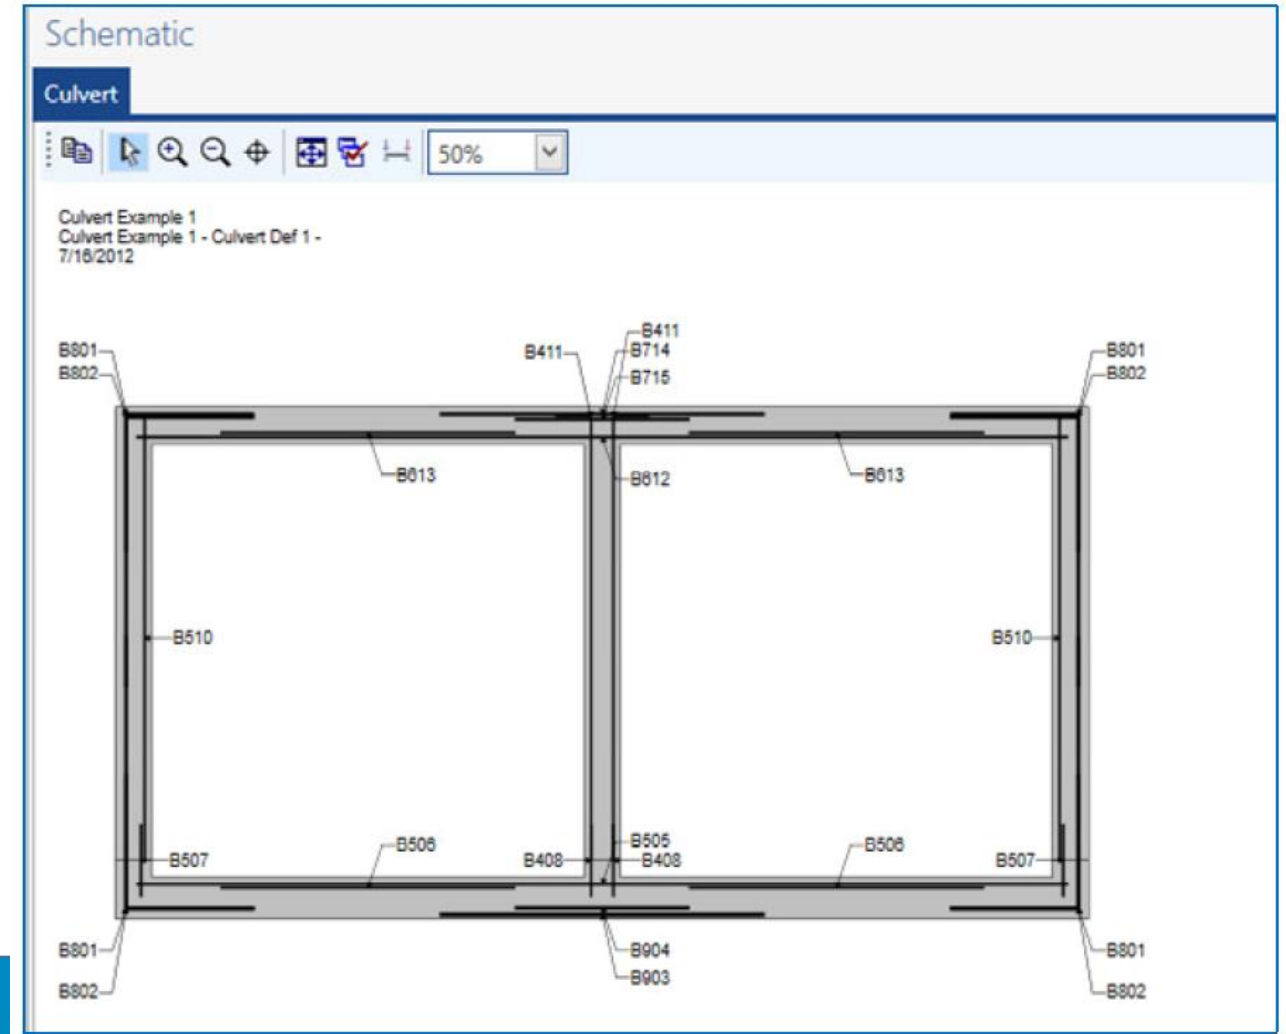 Schematic
Culvert
50%
Culvert Example 1
Culvert Example 1 - Culvert Def 1 -
7/16/2012
B411
B801 B411 B714 B801
B802 B715 B802
B613 B612 B613
B510 B510
B506 B505 B506
B507 B408 B408 B507
B801 B904 B801
B903
B802 B802